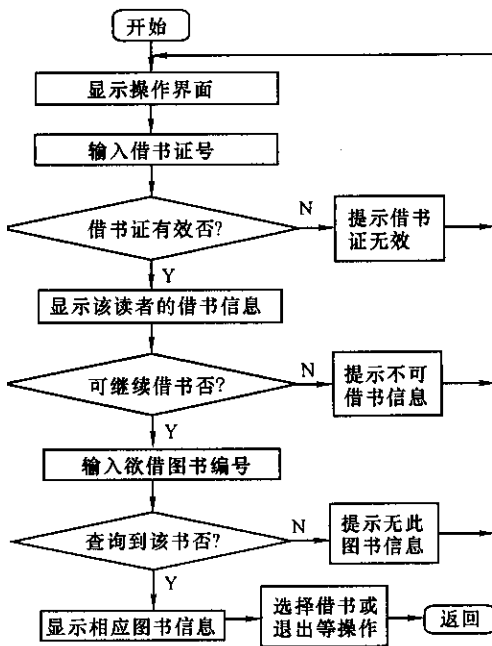 开始
显示操作界面
输入借书证号
借书证有效否?
N
提示借书
证无效
Y
显示该读者的借书信息
可继续借书否?
N
提示不可
借书信息
Y
输入欲借图书编号
查询到该书否?
N
提示无此
图书信息
Y
显示相应图书信息
选择借书或
退出等操作
返回